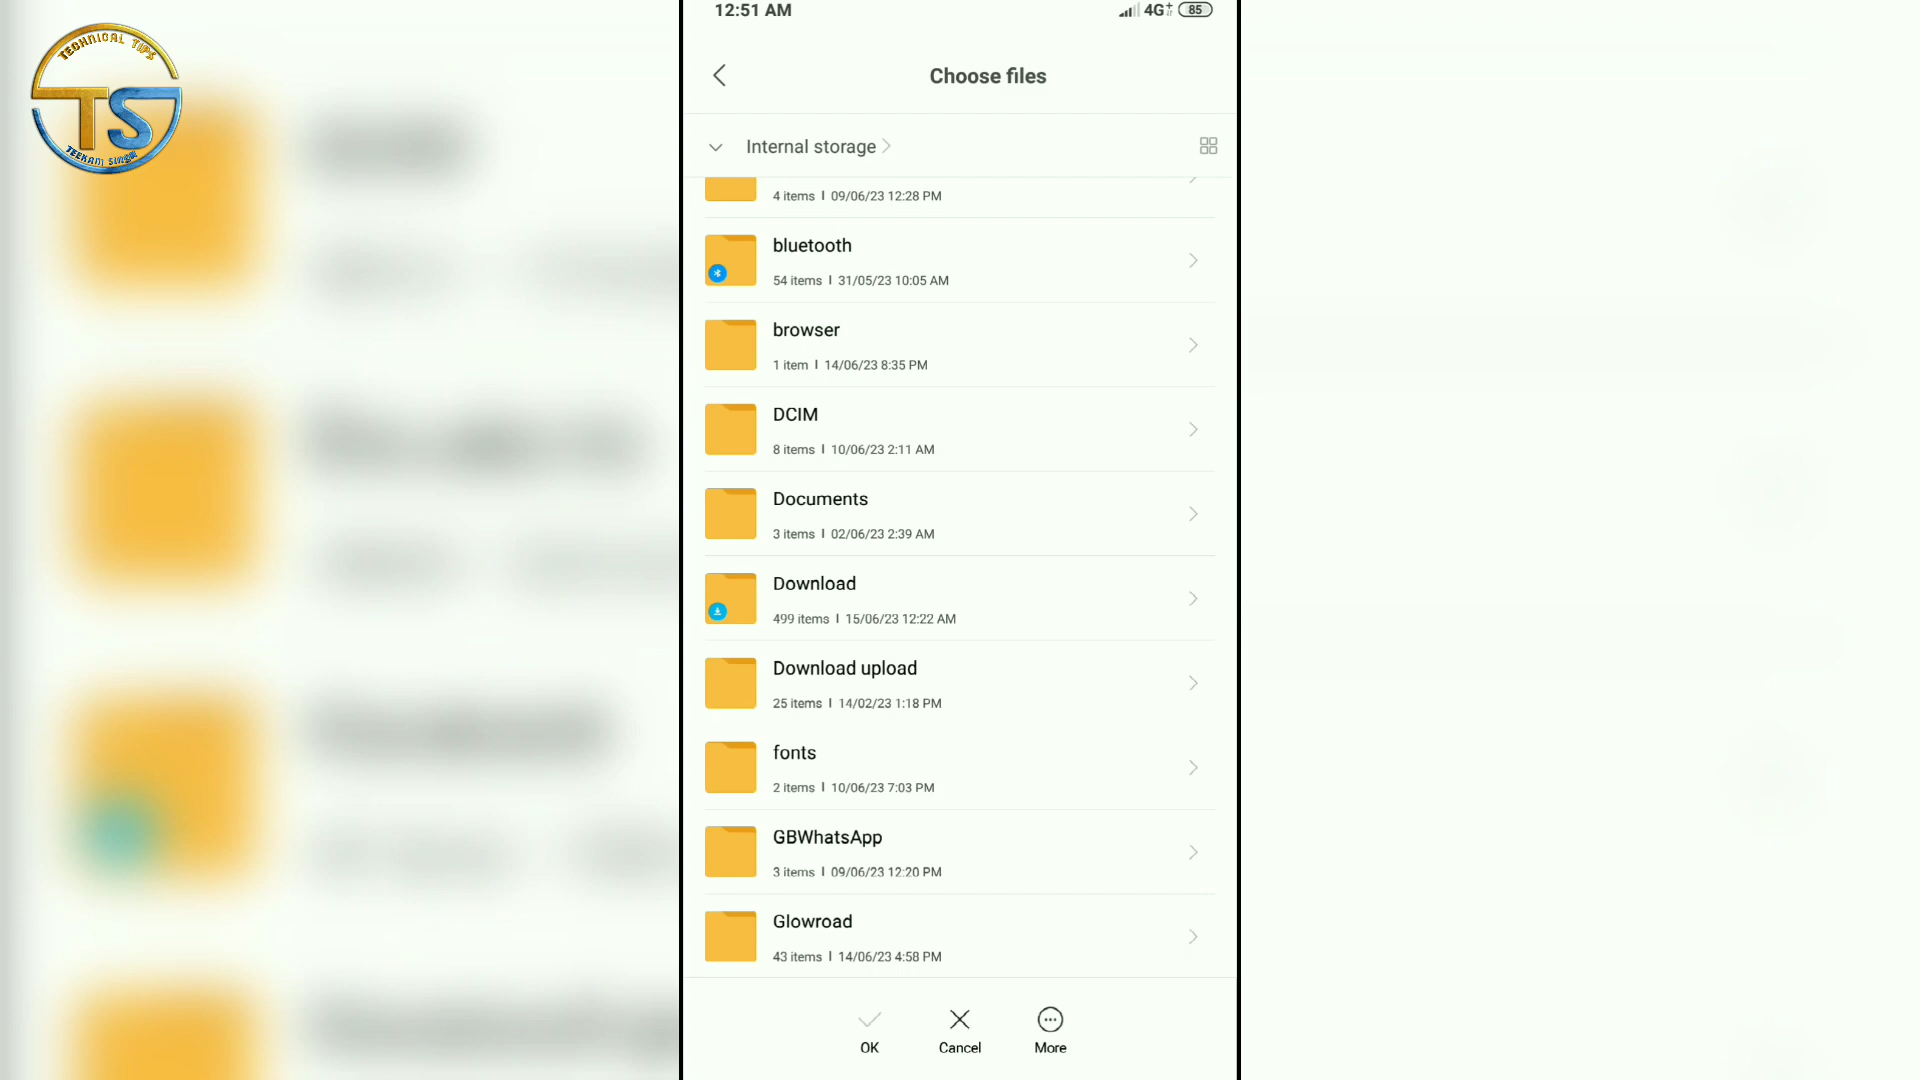 TECHNICAL TIPS
TS
TEEKAM SINGH
12:51 AM
4G+
85
Choose files
Internal storage
4 items | 09/06/23 12:28 PM
bluetooth
54 items | 31/05/23 10:05 AM
browser
1 item | 14/06/23 8:35 PM
DCIM
8 items | 10/06/23 2:11 AM
Documents
3 items | 02/06/23 2:39 AM
Download
499 items | 15/06/23 12:22 AM
Download upload
25 items | 14/02/23 1:18 PM
fonts
2 items | 10/06/23 7:03 PM
GBWhatsApp
3 items | 09/06/23 12:20 PM
Glowroad
43 items | 14/06/23 4:58 PM
OK
Cancel
More